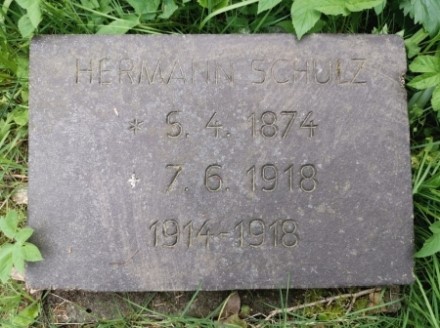 HERMANN SCHULZ
* 5. 4. 1874
+ 7. 6. 1918
1914-1918